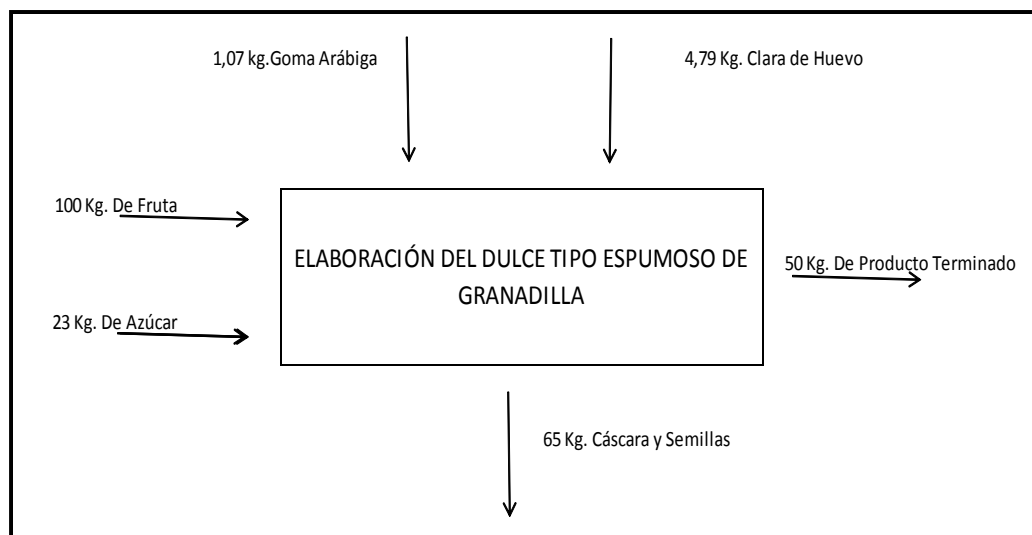 1,07 kg.Goma Arábiga
4,79 Kg. Clara de Huevo
100 Kg. De Fruta
ELABORACIÓN DEL DULCE TIPO ESPUMOSO DE
GRANADILLA
50 Kg. De Producto Terminado
23 Kg. De Azúcar
65 Kg. Cáscara y Semillas